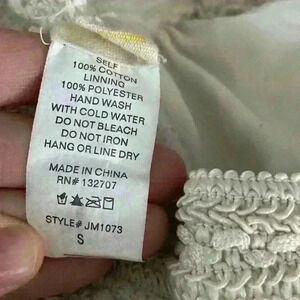 SELF
100% COTTON
LINNING
100% POLYESTER
HAND WASH
WITH COLD WATER
DO NOT BLEACH
DO NOT IRON
HANG OR LINE DRY
MADE IN CHINA
RN# 132707
STYLE# JM1073
S